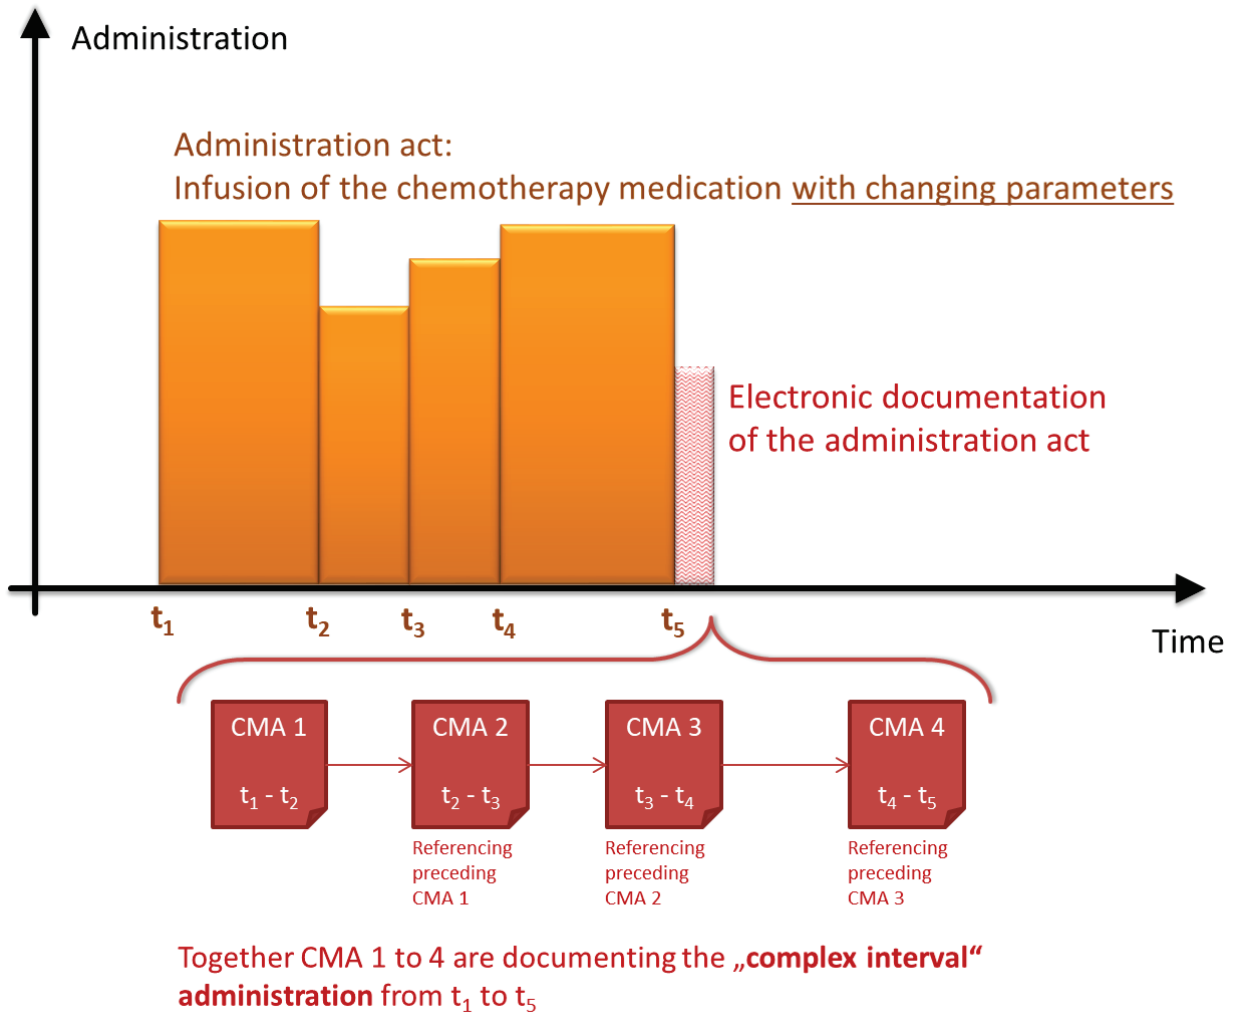 Administration
Administration act:
Infusion of the chemotherapy medication with changing parameters
Electronic documentation
of the administration act
t1
t2
t3
t4
t5
Time
CMA 1
t1 - t2
CMA 2
t2 - t3
CMA 3
t3 - t4
CMA 4
t4 - t5
Referencing
preceding
CMA 1
Referencing
preceding
CMA 2
Referencing
preceding
CMA 3
Together CMA 1 to 4 are documenting the „complex interval“
administration from t1 to t5